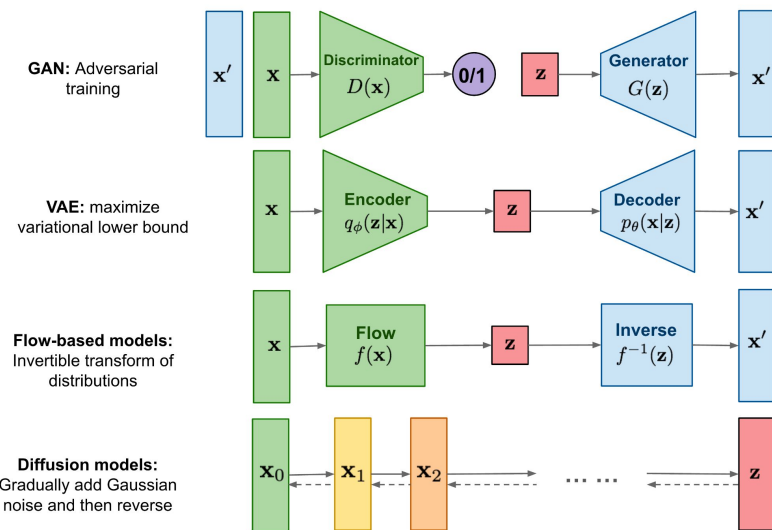 GAN: Adversarial
training
x′
x
Discriminator
D(x)
0/1
z
Generator
G(z)
x′
VAE: maximize
variational lower bound
x
Encoder
qϕ(z|x)
z
Decoder
pθ(x|z)
x′
Flow-based models:
Invertible transform of
distributions
x
Flow
f(x)
z
Inverse
f⁻¹(z)
x′
Diffusion models:
Gradually add Gaussian
noise and then reverse
x₀
x₁
x₂
... ...
z